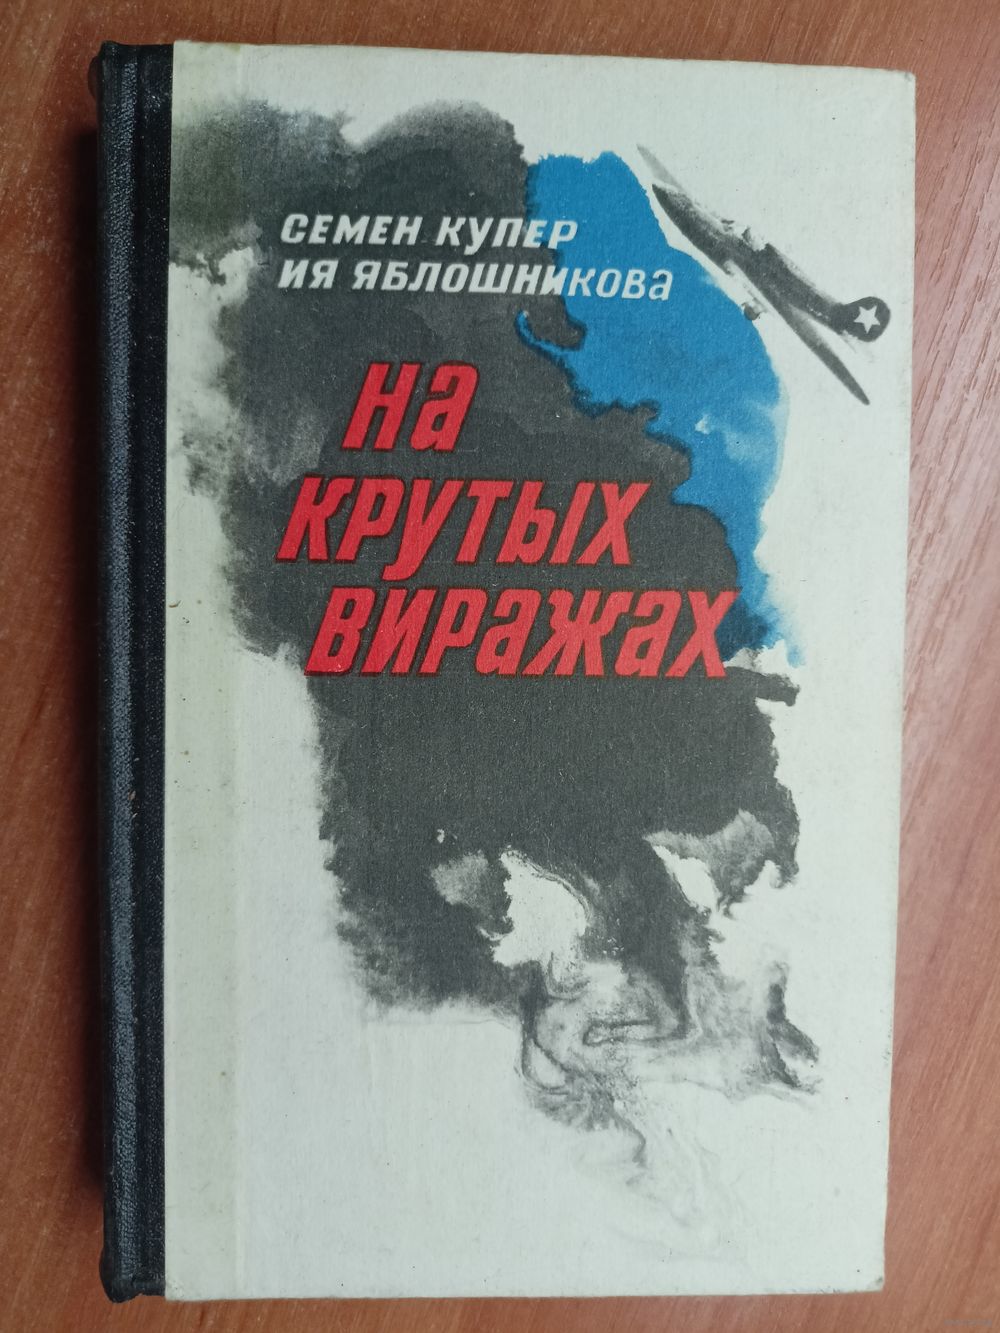 СЕМЕН КУПЕР
ИЯ ЯБЛОШНИКОВА
НА
КРУТЫХ
ВИРАЖАХ